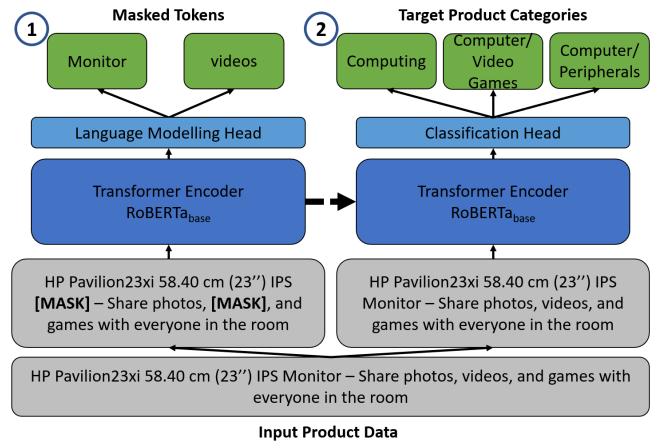 Masked Tokens
Target Product Categories
1
2
Monitor
videos
Computing
Computer/
Video
Games
Computer/
Peripherals
Language Modelling Head
Classification Head
Transformer Encoder
RoBERTabase
Transformer Encoder
RoBERTabase
HP Pavilion23xi 58.40 cm (23’’) IPS
[MASK] – Share photos, [MASK], and
games with everyone in the room
HP Pavilion23xi 58.40 cm (23’’) IPS
Monitor – Share photos, videos, and
games with everyone in the room
HP Pavilion23xi 58.40 cm (23’’) IPS Monitor – Share photos, videos, and games with
everyone in the room
Input Product Data